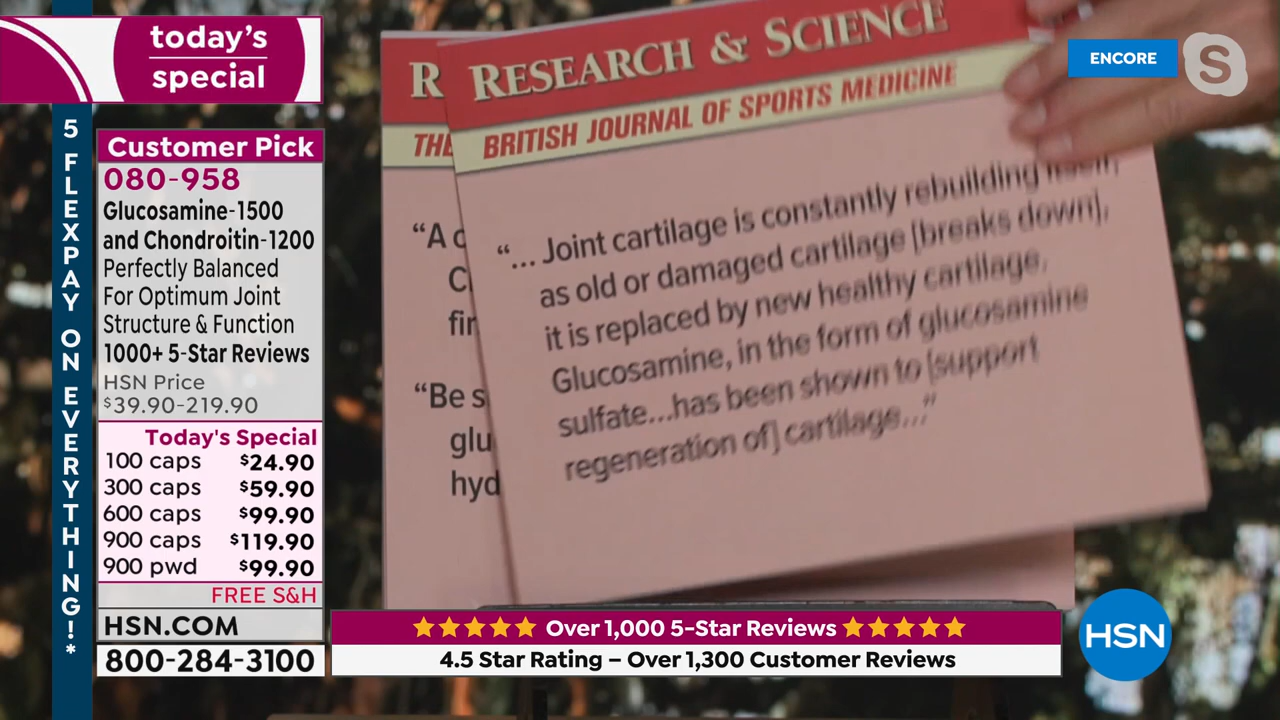 today's
special
ENCORE
S
5 FLEXPAY ON EVERYTHING!*
Customer Pick
080-958
Glucosamine-1500
and Chondroitin-1200
Perfectly Balanced
For Optimum Joint
Structure & Function
1000+ 5-Star Reviews
HSN Price
$39.90-219.90
Today's Special
100 caps $24.90
300 caps $59.90
600 caps $99.90
900 caps $119.90
900 pwd $99.90
FREE S&H
HSN.COM
800-284-3100
R
THE
"A c
C
fir
"Be s
glu
hyd
RESEARCH & SCIENCE
BRITISH JOURNAL OF SPORTS MEDICINE
"... Joint cartilage is constantly rebuilding itself,
as old or damaged cartilage [breaks down],
it is replaced by new healthy cartilage.
Glucosamine, in the form of glucosamine
sulfate...has been shown to [support
regeneration of] cartilage..."
Over 1,000 5-Star Reviews
4.5 Star Rating – Over 1,300 Customer Reviews
HSN